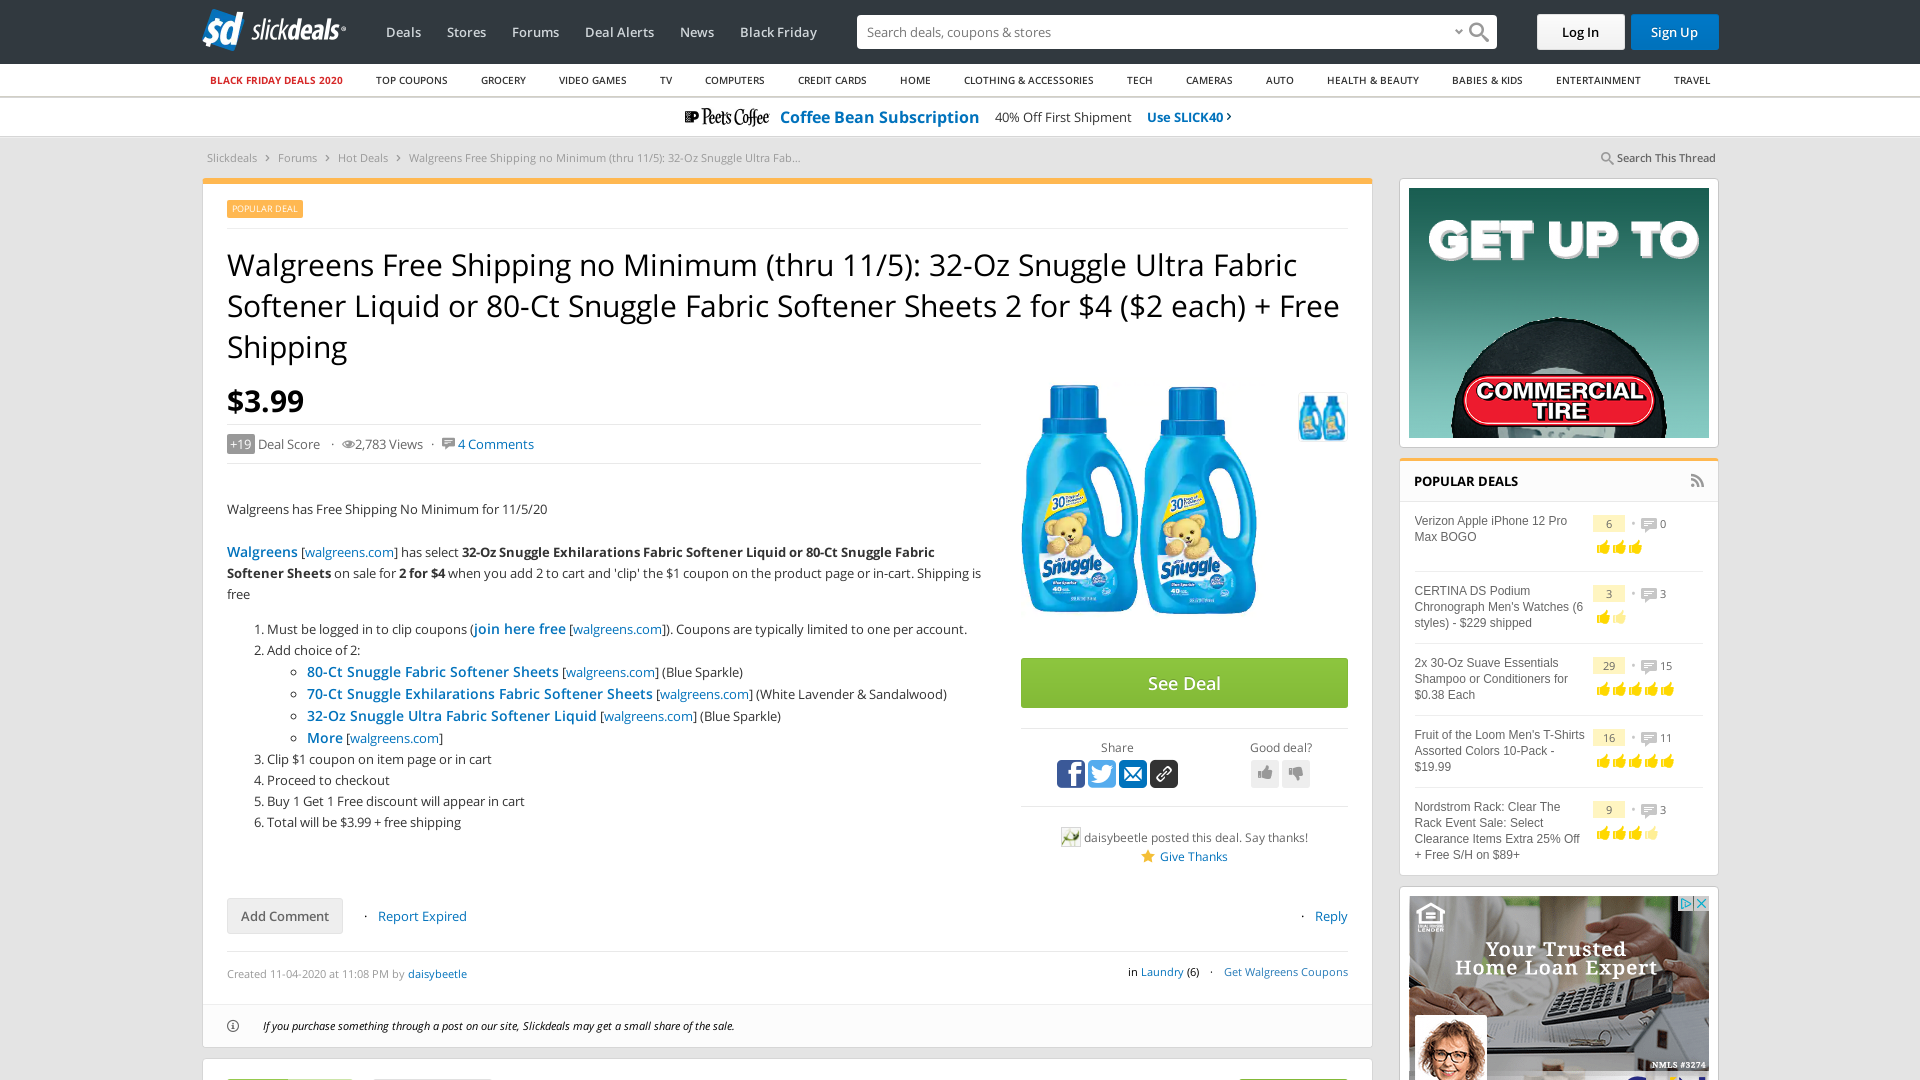 slickdeals
Deals
Stores
Forums
Deal Alerts
News
Black Friday
Search deals, coupons & stores
Log In
Sign Up
BLACK FRIDAY DEALS 2020
TOP COUPONS
GROCERY
VIDEO GAMES
TV
COMPUTERS
CREDIT CARDS
HOME
CLOTHING & ACCESSORIES
TECH
CAMERAS
AUTO
HEALTH & BEAUTY
BABIES & KIDS
ENTERTAINMENT
TRAVEL
Peet's Coffee
Coffee Bean Subscription
40% Off First Shipment
Use SLICK40
Slickdeals › Forums › Hot Deals › Walgreens Free Shipping no Minimum (thru 11/5): 32-Oz Snuggle Ultra Fab...
Search This Thread
POPULAR DEAL
Walgreens Free Shipping no Minimum (thru 11/5): 32-Oz Snuggle Ultra Fabric
Softener Liquid or 80-Ct Snuggle Fabric Softener Sheets 2 for $4 ($2 each) + Free
Shipping
$3.99
+19 Deal Score · 2,783 Views · 4 Comments
Walgreens has Free Shipping No Minimum for 11/5/20
Walgreens [walgreens.com] has select 32-Oz Snuggle Exhilarations Fabric Softener Liquid or 80-Ct Snuggle Fabric
Softener Sheets on sale for 2 for $4 when you add 2 to cart and 'clip' the $1 coupon on the product page or in-cart. Shipping is
free
1. Must be logged in to clip coupons (join here free [walgreens.com]). Coupons are typically limited to one per account.
2. Add choice of 2:
80-Ct Snuggle Fabric Softener Sheets [walgreens.com] (Blue Sparkle)
70-Ct Snuggle Exhilarations Fabric Softener Sheets [walgreens.com] (White Lavender & Sandalwood)
32-Oz Snuggle Ultra Fabric Softener Liquid [walgreens.com] (Blue Sparkle)
More [walgreens.com]
3. Clip $1 coupon on item page or in cart
4. Proceed to checkout
5. Buy 1 Get 1 Free discount will appear in cart
6. Total will be $3.99 + free shipping
30
Snuggle
40
30
Snuggle
40
See Deal
Share
Good deal?
daisybeetle posted this deal. Say thanks!
Give Thanks
Add Comment
· Report Expired
· Reply
Created 11-04-2020 at 11:08 PM by daisybeetle
in Laundry (6) · Get Walgreens Coupons
If you purchase something through a post on our site, Slickdeals may get a small share of the sale.
GET UP TO
COMMERCIAL
TIRE
POPULAR DEALS
Verizon Apple iPhone 12 Pro
Max BOGO
6 • 0
CERTINA DS Podium
Chronograph Men's Watches (6
styles) - $229 shipped
3 • 3
2x 30-Oz Suave Essentials
Shampoo or Conditioners for
$0.38 Each
29 • 15
Fruit of the Loom Men's T-Shirts
Assorted Colors 10-Pack -
$19.99
16 • 11
Nordstrom Rack: Clear The
Rack Event Sale: Select
Clearance Items Extra 25% Off
+ Free S/H on $89+
9 • 3
Your Trusted
Home Loan Expert
NMLS #3274